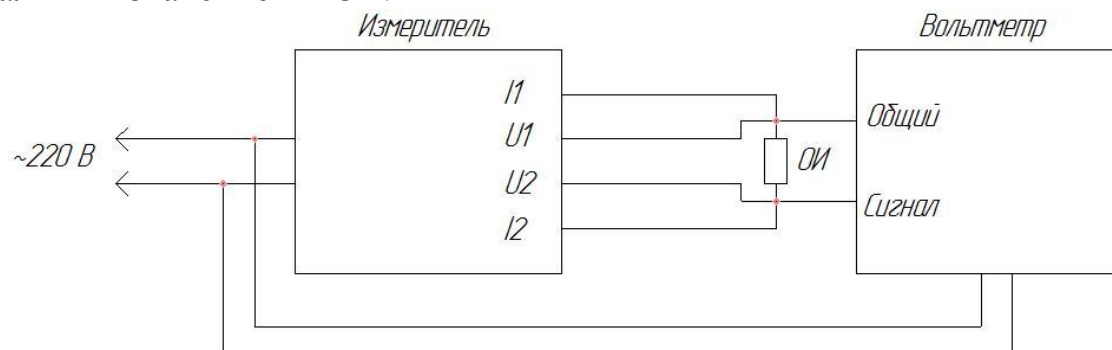 Измеритель
Вольтметр
~220 В
I1
U1
U2
I2
ОИ
Общий
Сигнал